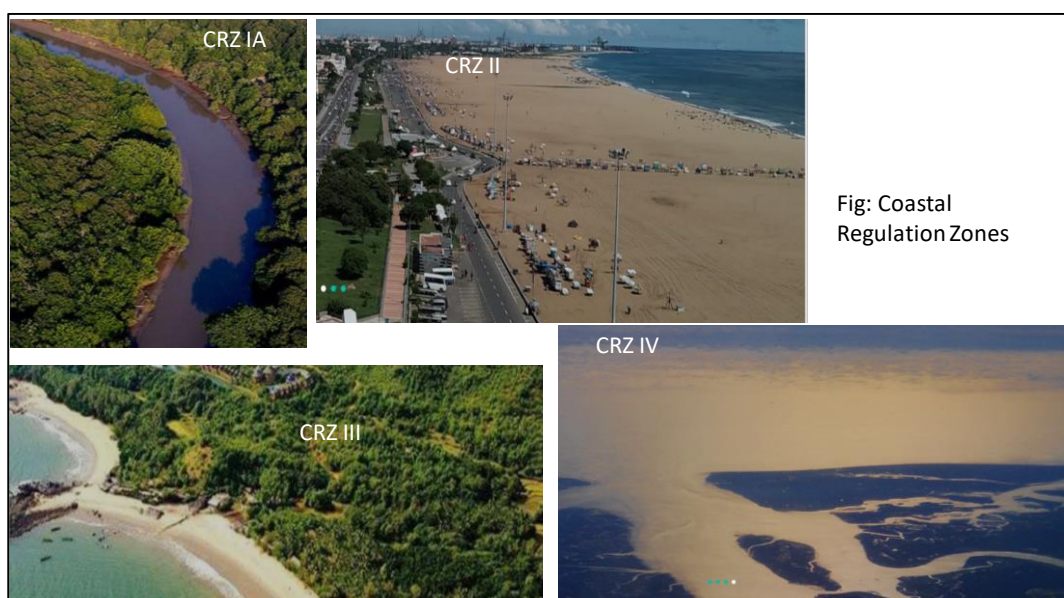 CRZ IA
CRZ II
Fig: Coastal
Regulation Zones
CRZ III
CRZ IV